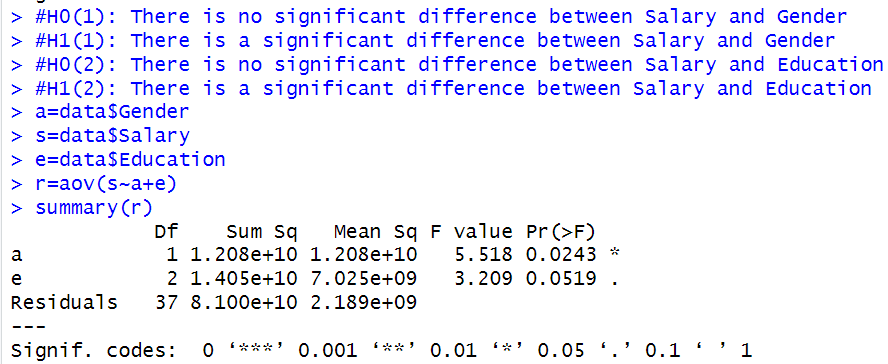 > #H0(1): There is no significant difference between Salary and Gender
> #H1(1): There is a significant difference between Salary and Gender
> #H0(2): There is no significant difference between Salary and Education
> #H1(2): There is a significant difference between Salary and Education
> a=data$Gender
> s=data$Salary
> e=data$Education
> r=aov(s~a+e)
> summary(r)
            Df    Sum Sq   Mean Sq F value Pr(>F)
a            1 1.208e+10 1.208e+10   5.518 0.0243 *
e            2 1.405e+10 7.025e+09   3.209 0.0519 .
Residuals   37 8.100e+10 2.189e+09
---
Signif. codes:  0 ‘***’ 0.001 ‘**’ 0.01 ‘*’ 0.05 ‘.’ 0.1 ‘ ’ 1